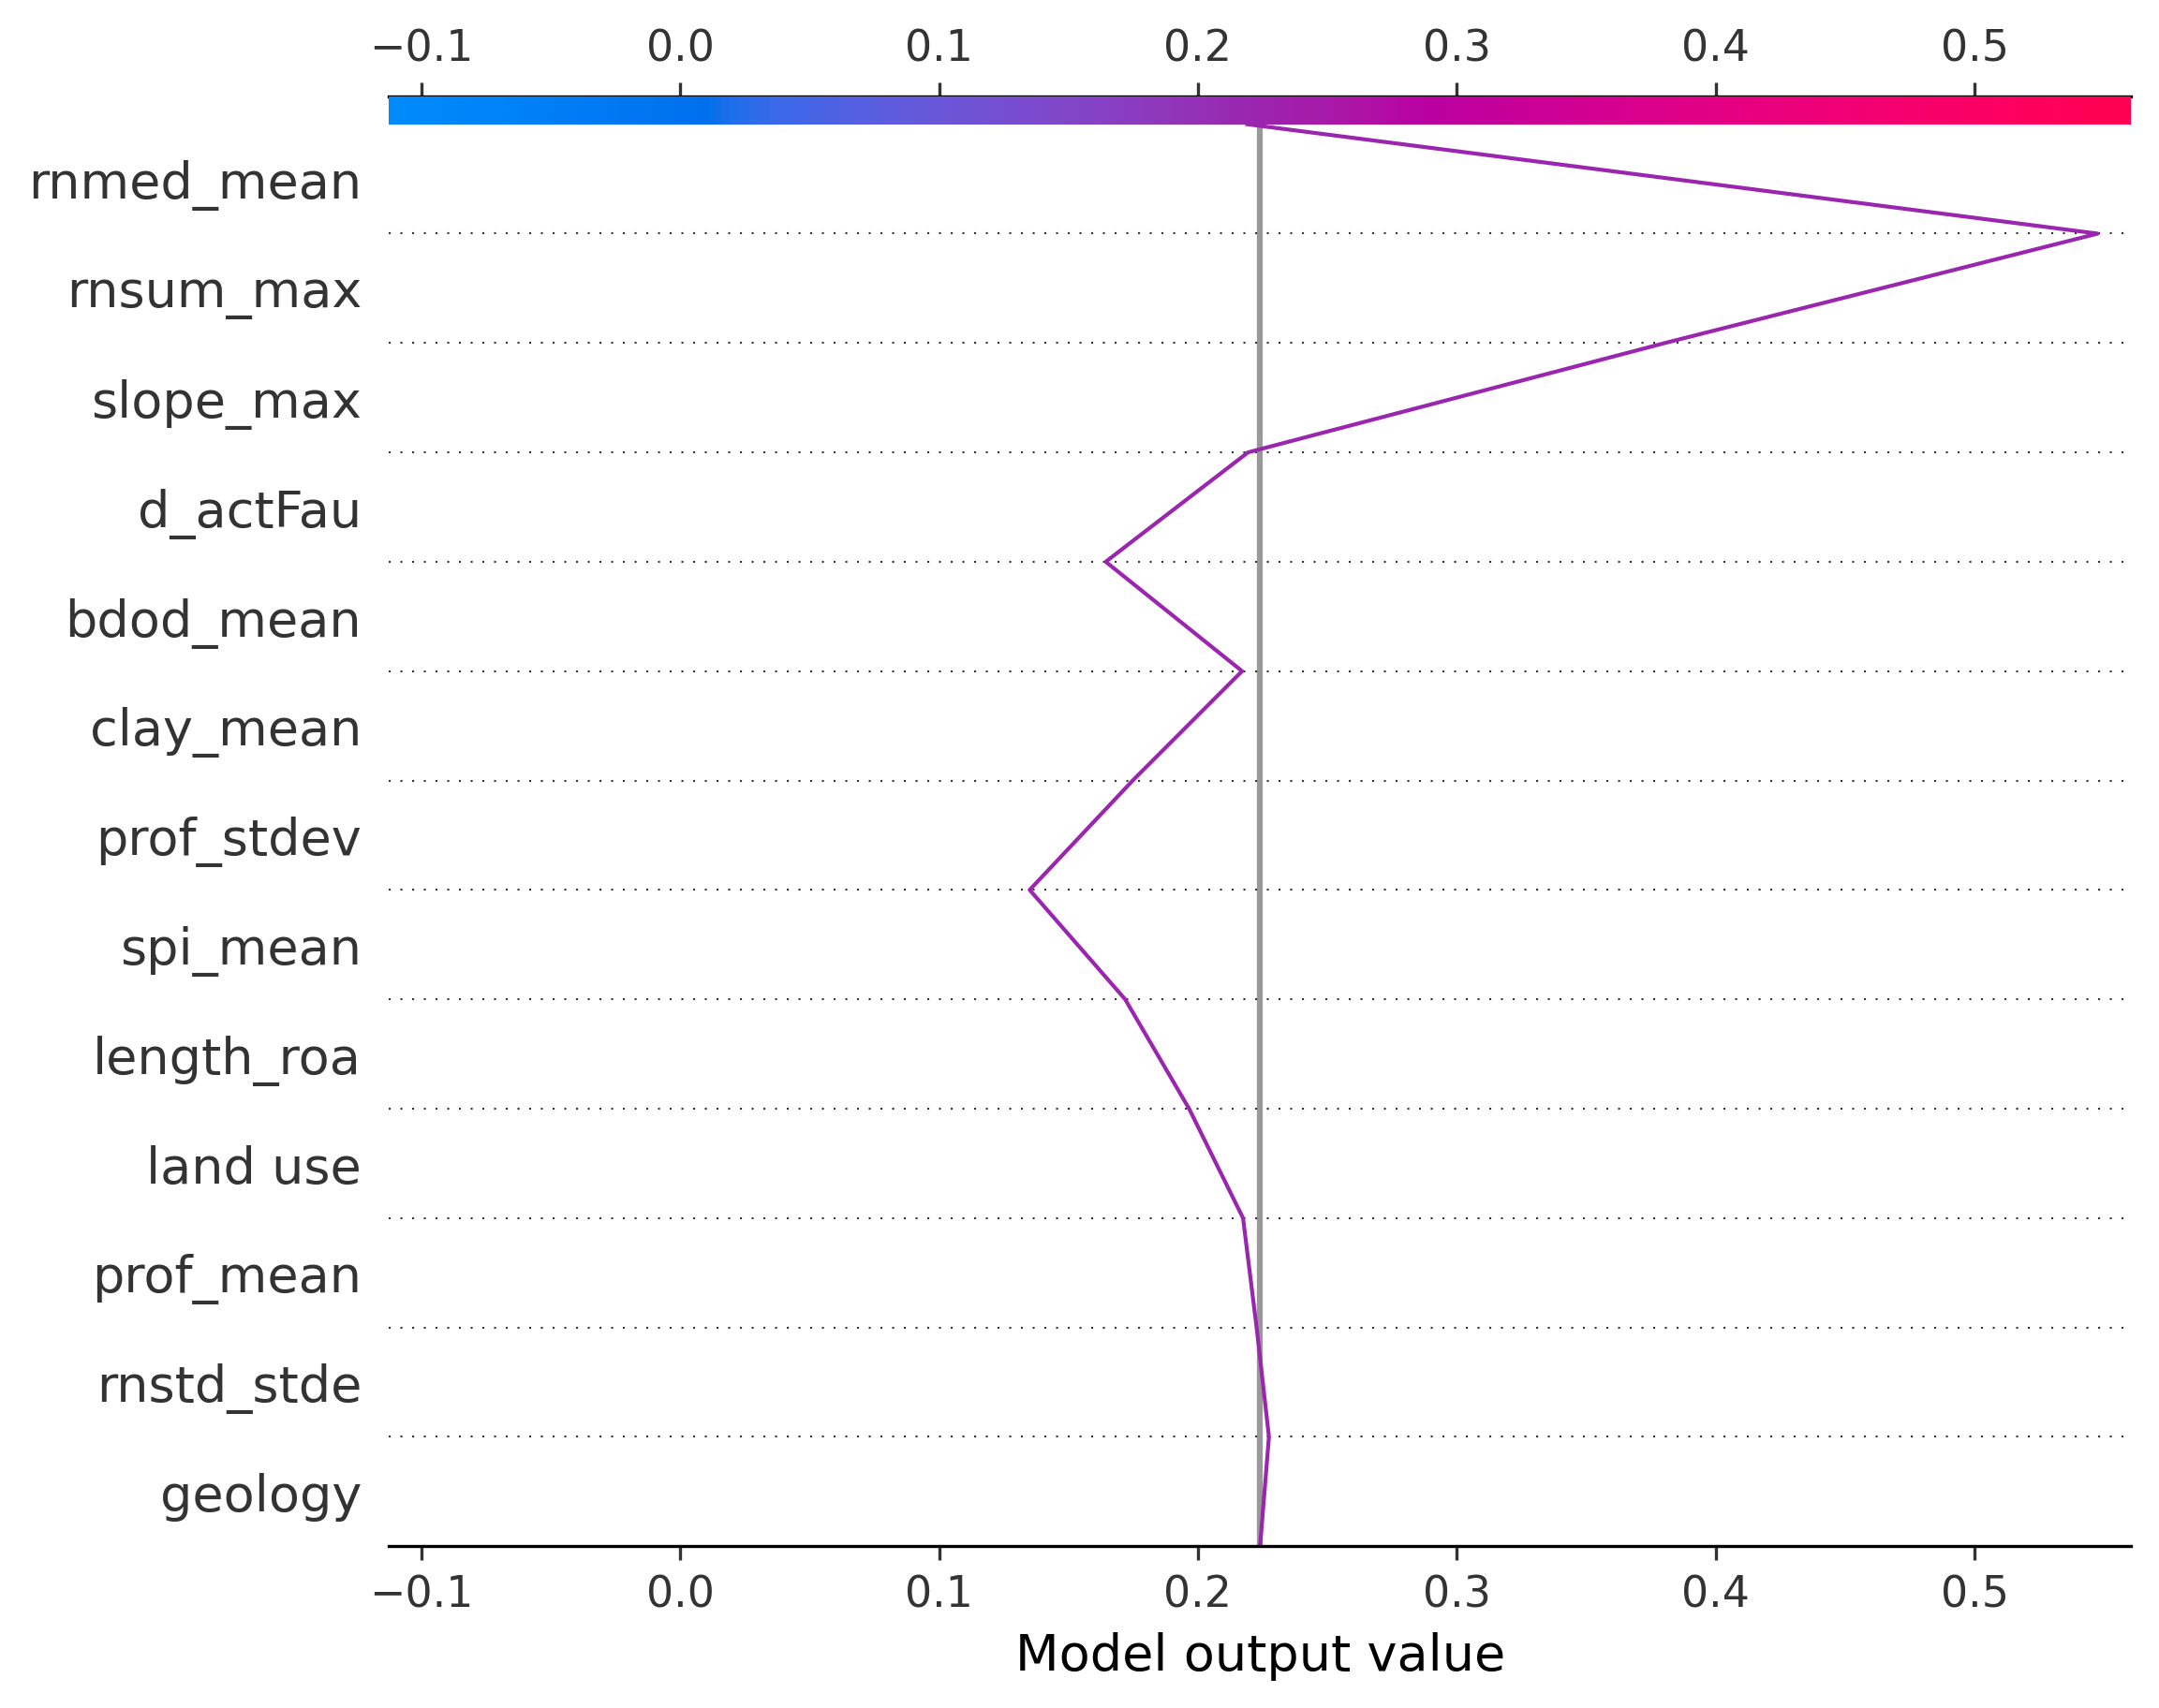 −0.1 0.0 0.1 0.2 0.3 0.4 0.5
rnmed_mean
rnsum_max
slope_max
d_actFau
bdod_mean
clay_mean
prof_stdev
spi_mean
length_roa
land use
prof_mean
rnstd_stde
geology
−0.1 0.0 0.1 0.2 0.3 0.4 0.5
Model output value